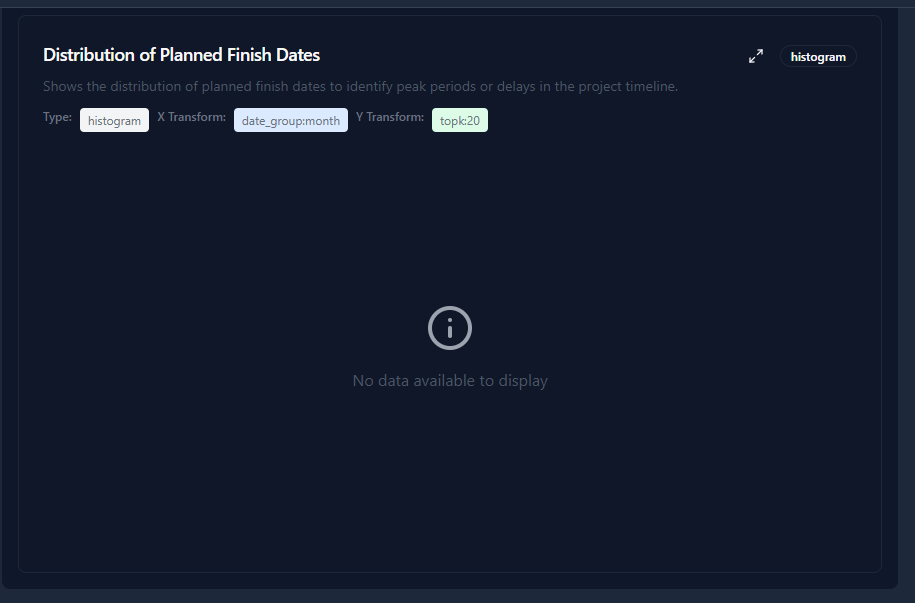 Distribution of Planned Finish Dates
histogram
Shows the distribution of planned finish dates to identify peak periods or delays in the project timeline.
Type: histogram X Transform: date_group:month Y Transform: topk:20
No data available to display